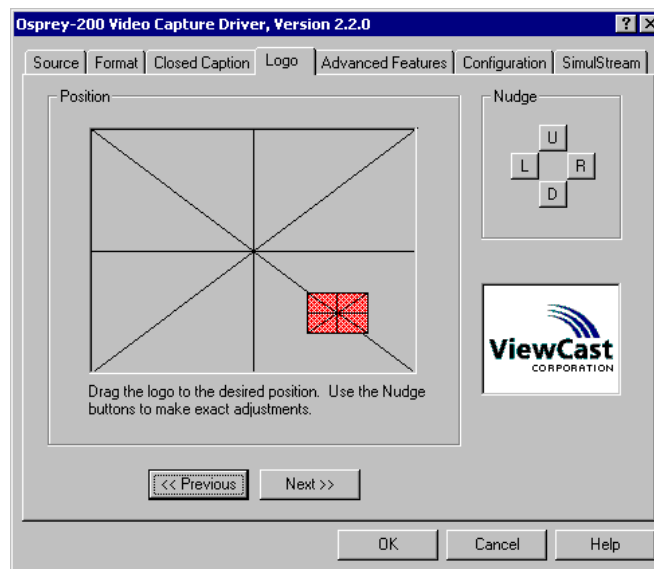 Osprey-200 Video Capture Driver, Version 2.2.0
Source Format Closed Caption Logo Advanced Features Configuration SimulStream
Position
Nudge
U
L R
D
ViewCast
CORPORATION
Drag the logo to the desired position. Use the Nudge
buttons to make exact adjustments.
<< Previous Next >>
OK Cancel Help